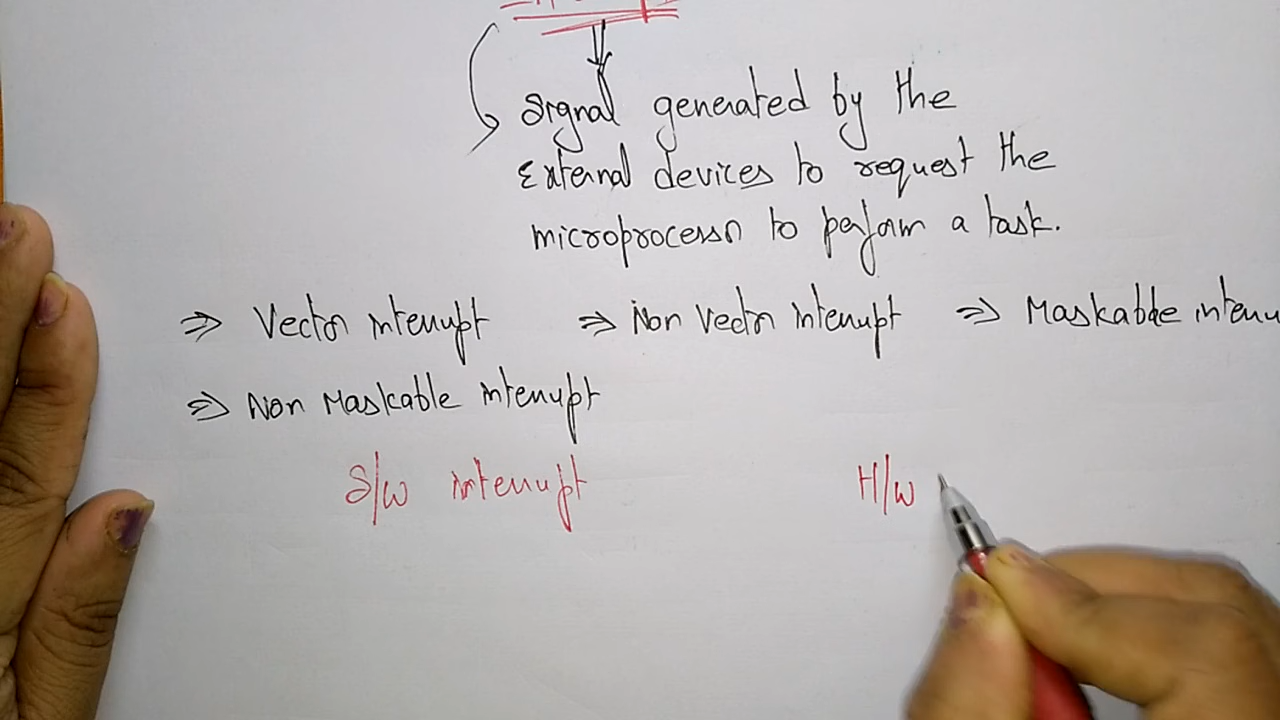 Signal generated by the
External devices to request the
microprocessor to perform a task.
⇒ Vector interrupt ⇒ Non Vector interrupt ⇒ Maskable interru
⇒ Non Maskable interrupt
S/w interrupt H/w